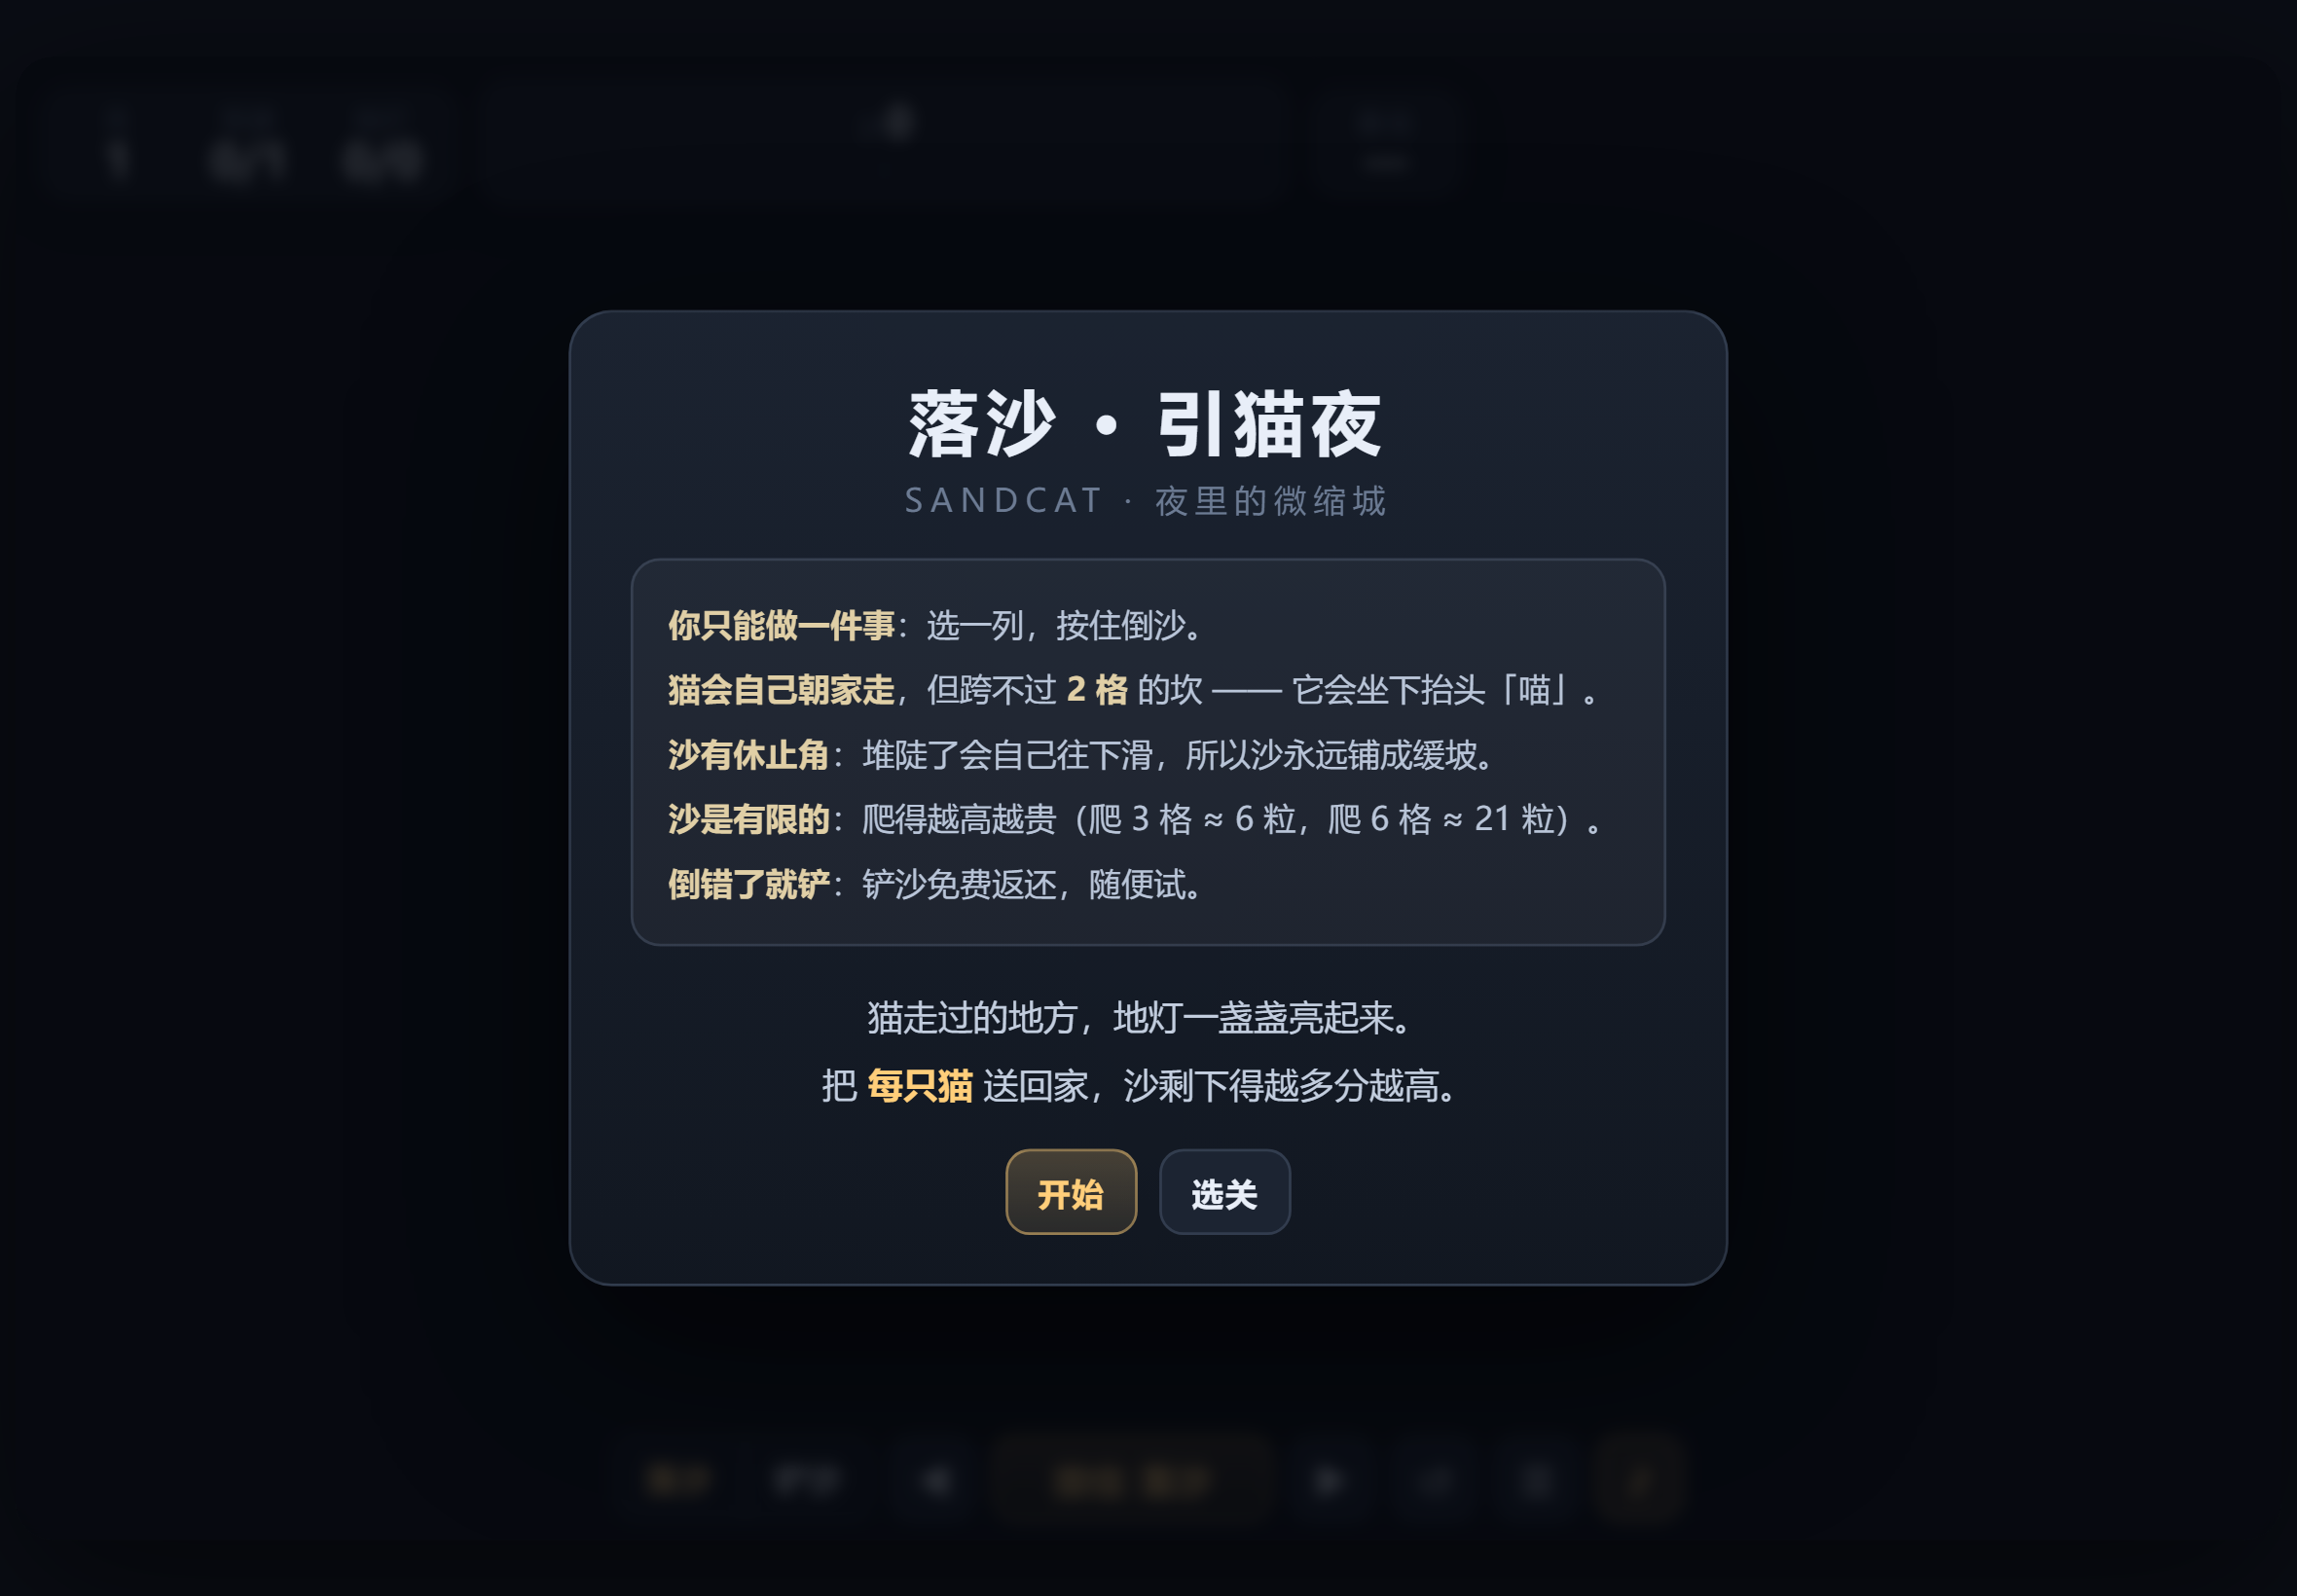 1
0/1
0/0
落沙 · 引猫夜
SANDCAT · 夜里的微缩城
你只能做一件事：选一列，按住倒沙。
猫会自己朝家走，但跨不过 2 格 的坎 —— 它会坐下抬头「喵」。
沙有休止角：堆陡了会自己往下滑，所以沙永远铺成缓坡。
沙是有限的：爬得越高越贵（爬 3 格 ≈ 6 粒，爬 6 格 ≈ 21 粒）。
倒错了就铲：铲沙免费返还，随便试。
猫走过的地方，地灯一盏盏亮起来。
把 每只猫 送回家，沙剩下得越多分越高。
开始
选关